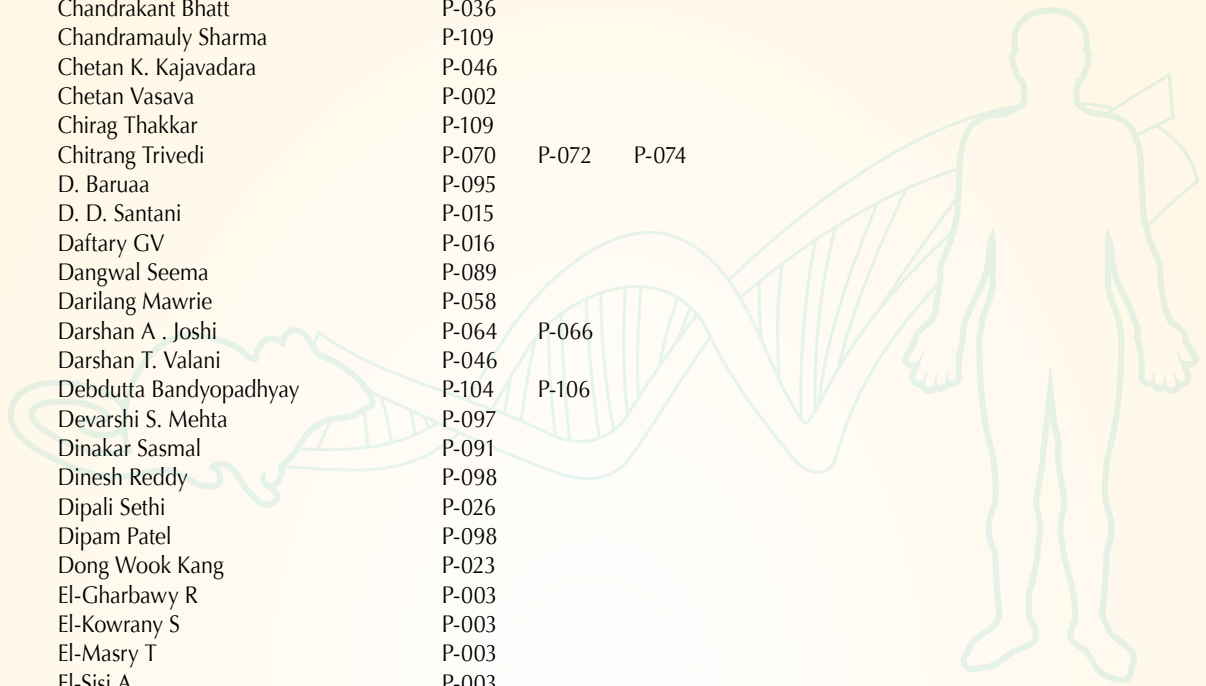 Chandrakant Bhatt P-036
Chandramauly Sharma P-109
Chetan K. Kajavadara P-046
Chetan Vasava P-002
Chirag Thakkar P-109
Chitrang Trivedi P-070 P-072 P-074
D. Baruaa P-095
D. D. Santani P-015
Daftary GV P-016
Dangwal Seema P-089
Darilang Mawrie P-058
Darshan A . Joshi P-064 P-066
Darshan T. Valani P-046
Debdutta Bandyopadhyay P-104 P-106
Devarshi S. Mehta P-097
Dinakar Sasmal P-091
Dinesh Reddy P-098
Dipali Sethi P-026
Dipam Patel P-098
Dong Wook Kang P-023
El-Gharbawy R P-003
El-Kowrany S P-003
El-Masry T P-003
El-Sisi A P-003